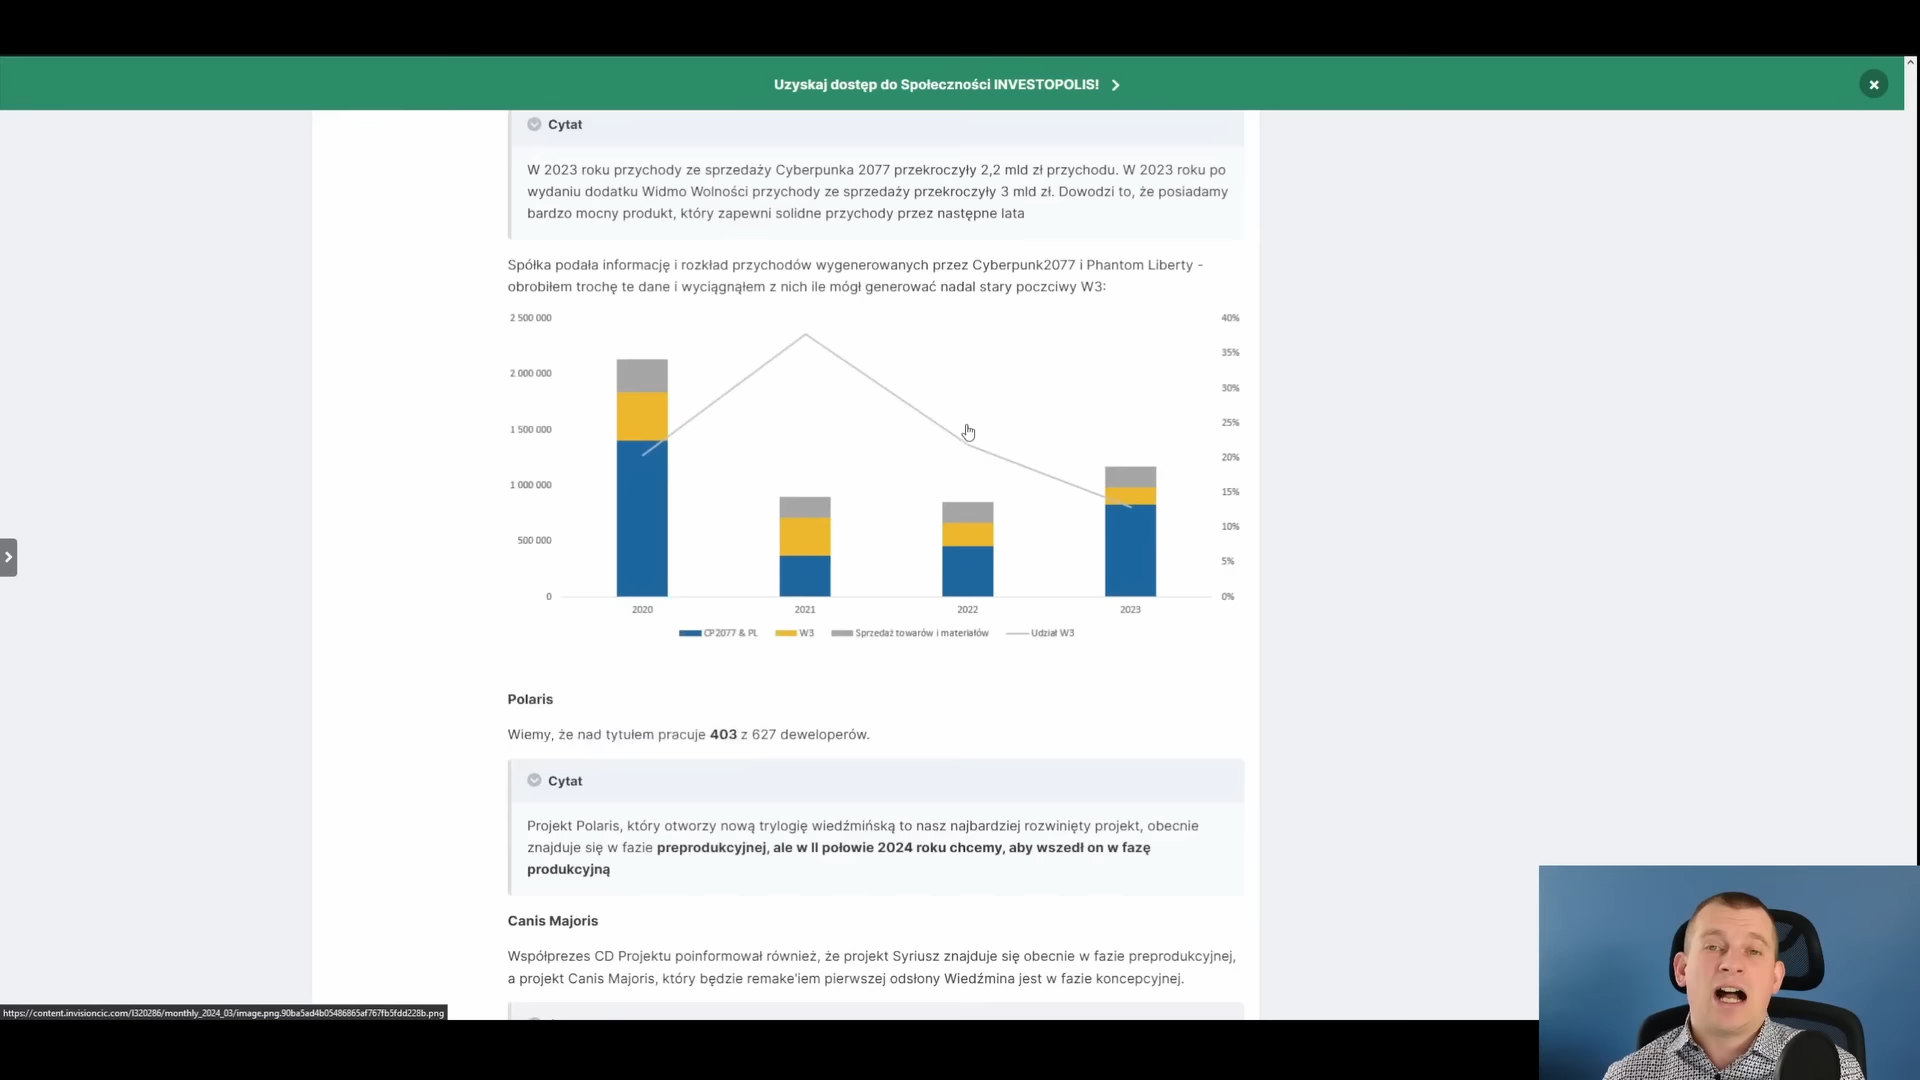 Uzyskaj dostęp do Społeczności INVESTOPOLIS!
Cytat
W 2023 roku przychody ze sprzedaży Cyberpunka 2077 przekroczyły 2,2 mld zł przychodu. W 2023 roku po
wydaniu dodatku Widmo Wolności przychody ze sprzedaży przekroczyły 3 mld zł. Dowodzi to, że posiadamy
bardzo mocny produkt, który zapewni solidne przychody przez następne lata
Spółka podała informację i rozkład przychodów wygenerowanych przez Cyberpunk2077 i Phantom Liberty -
obrobiłem trochę te dane i wyciągnąłem z nich ile mógł generować nadal stary poczciwy W3:
2 500 000
2 000 000
1 500 000
1 000 000
500 000
0
40%
35%
30%
25%
20%
15%
10%
5%
0%
2020 2021 2022 2023
CP2077 & PL W3 Sprzedaż towarów i materiałów Udział W3
Polaris
Wiemy, że nad tytułem pracuje 403 z 627 deweloperów.
Cytat
Projekt Polaris, który otworzy nową trylogię wiedźmińską to nasz najbardziej rozwinięty projekt, obecnie
znajduje się w fazie preprodukcyjnej, ale w II połowie 2024 roku chcemy, aby wszedł on w fazę
produkcyjną
Canis Majoris
Współprezes CD Projektu poinformował również, że projekt Syriusz znajduje się obecnie w fazie preprodukcyjnej,
a projekt Canis Majoris, który będzie remake'iem pierwszej odsłony Wiedźmina jest w fazie koncepcyjnej.